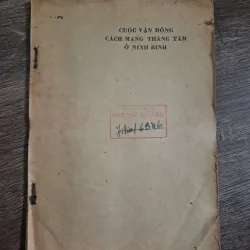 CUỘC VẬN ĐỘNG
CÁCH MẠNG THÁNG TÁM
Ở NINH BÌNH